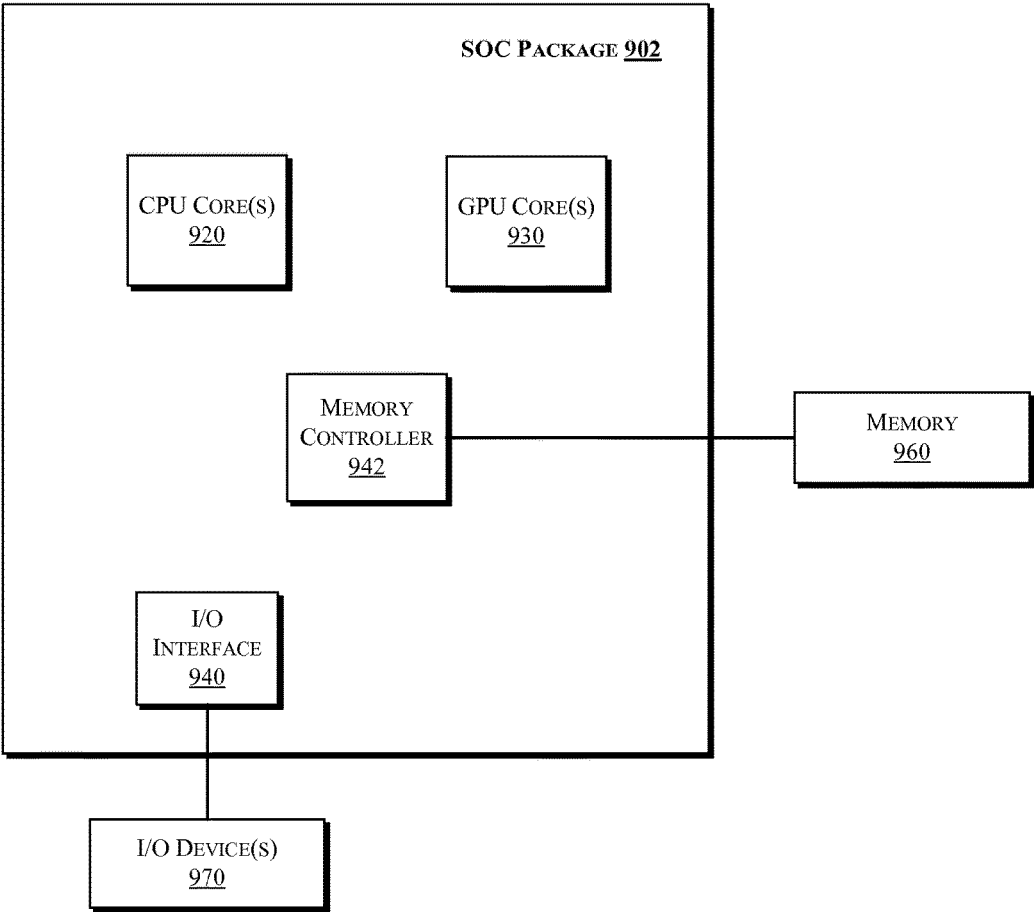 SOC PACKAGE 902
CPU CORE(S)
920
GPU CORE(S)
930
MEMORY
CONTROLLER
942
MEMORY
960
I/O
INTERFACE
940
I/O DEVICE(S)
970